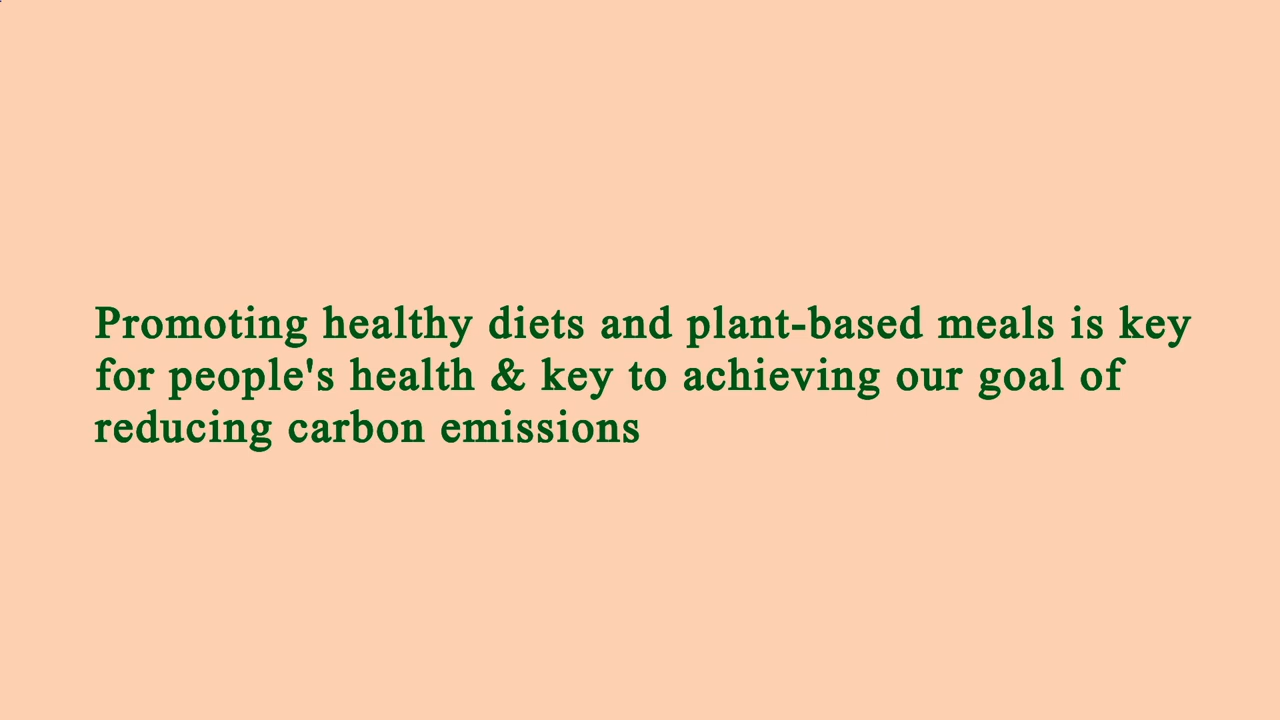 Promoting healthy diets and plant-based meals is key
for people's health & key to achieving our goal of
reducing carbon emissions